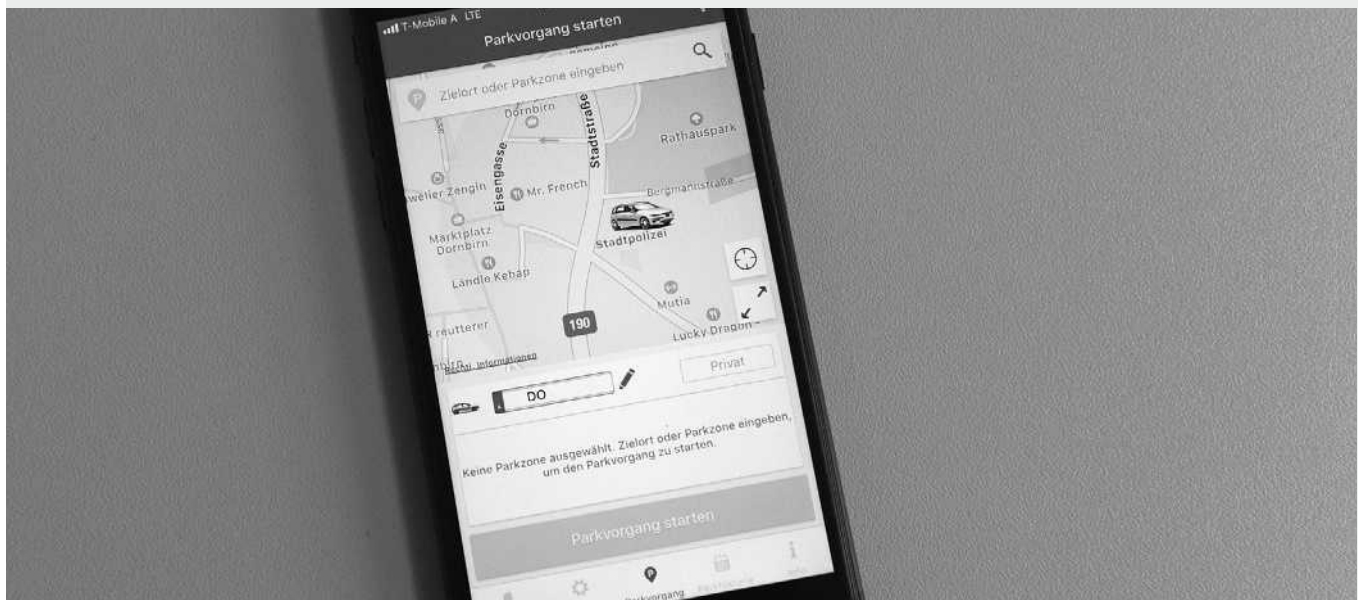 T-Mobile A LTE
Parkvorgang starten
Zielort oder Parkzone eingeben
Dornbirn
Stadtstraße
Rathauspark
Eisengasse
Mr. French
Bergmannstraße
welier Zengin
Marktplatz
Dornbirn
Stadtpolizei
Ländle Kebap
Mutia
190
Lucky Dragon
reutterer
Informationen
Privat
DO
Keine Parkzone ausgewählt. Zielort oder Parkzone eingeben,
um den Parkvorgang zu starten.
Parkvorgang starten
Parkvorgang